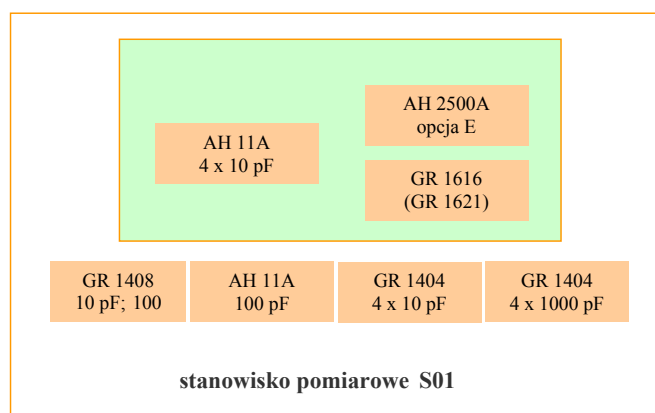 AH 11A
4 x 10 pF
AH 2500A
opcja E
GR 1616
(GR 1621)
GR 1408
10 pF; 100
AH 11A
100 pF
GR 1404
4 x 10 pF
GR 1404
4 x 1000 pF
stanowisko pomiarowe S01